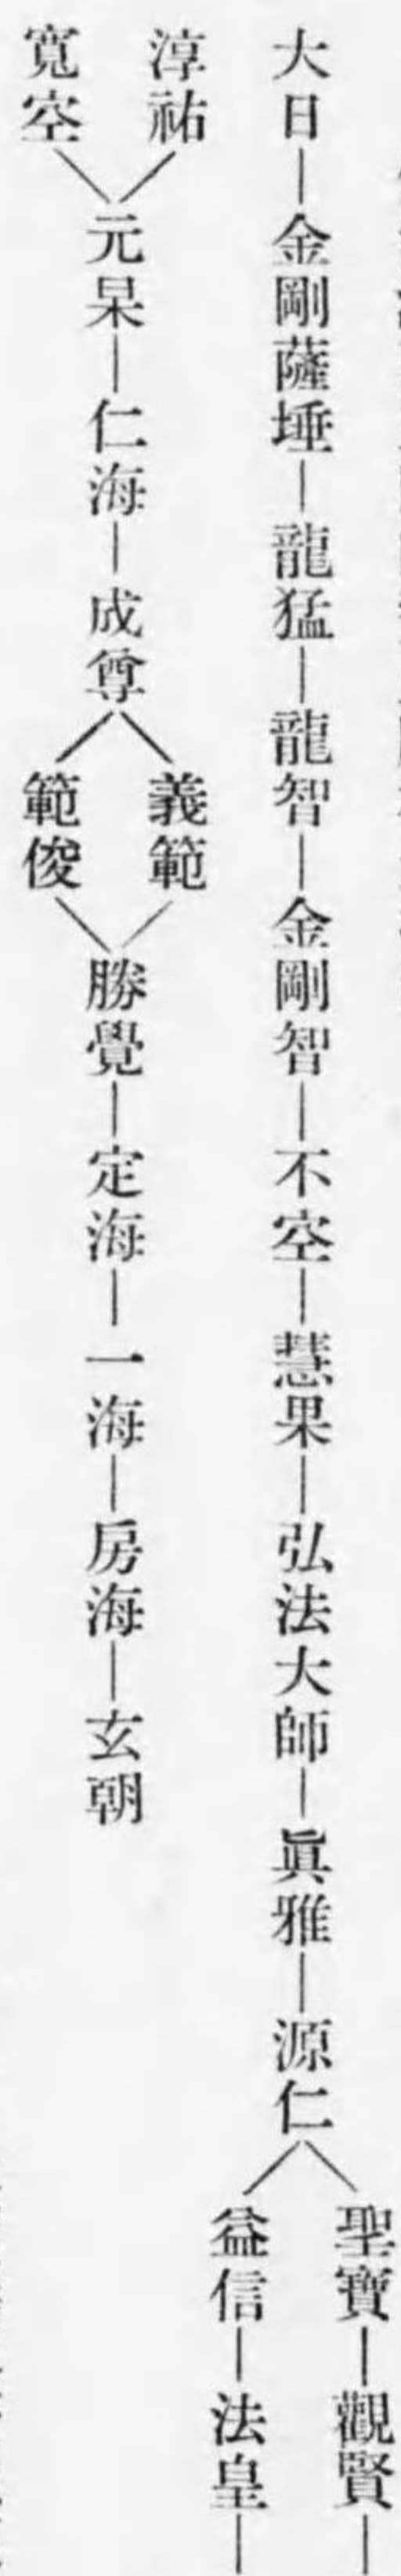 大日―金剛薩埵―龍猛―龍智―金剛智―不空―慧果―弘法大師―眞雅―源仁
聖寶―觀賢―
益信―法皇―
淳祐
寬空
元杲―仁海―成尊
義範
範俊
勝覺―定海―一海―房海―玄朝